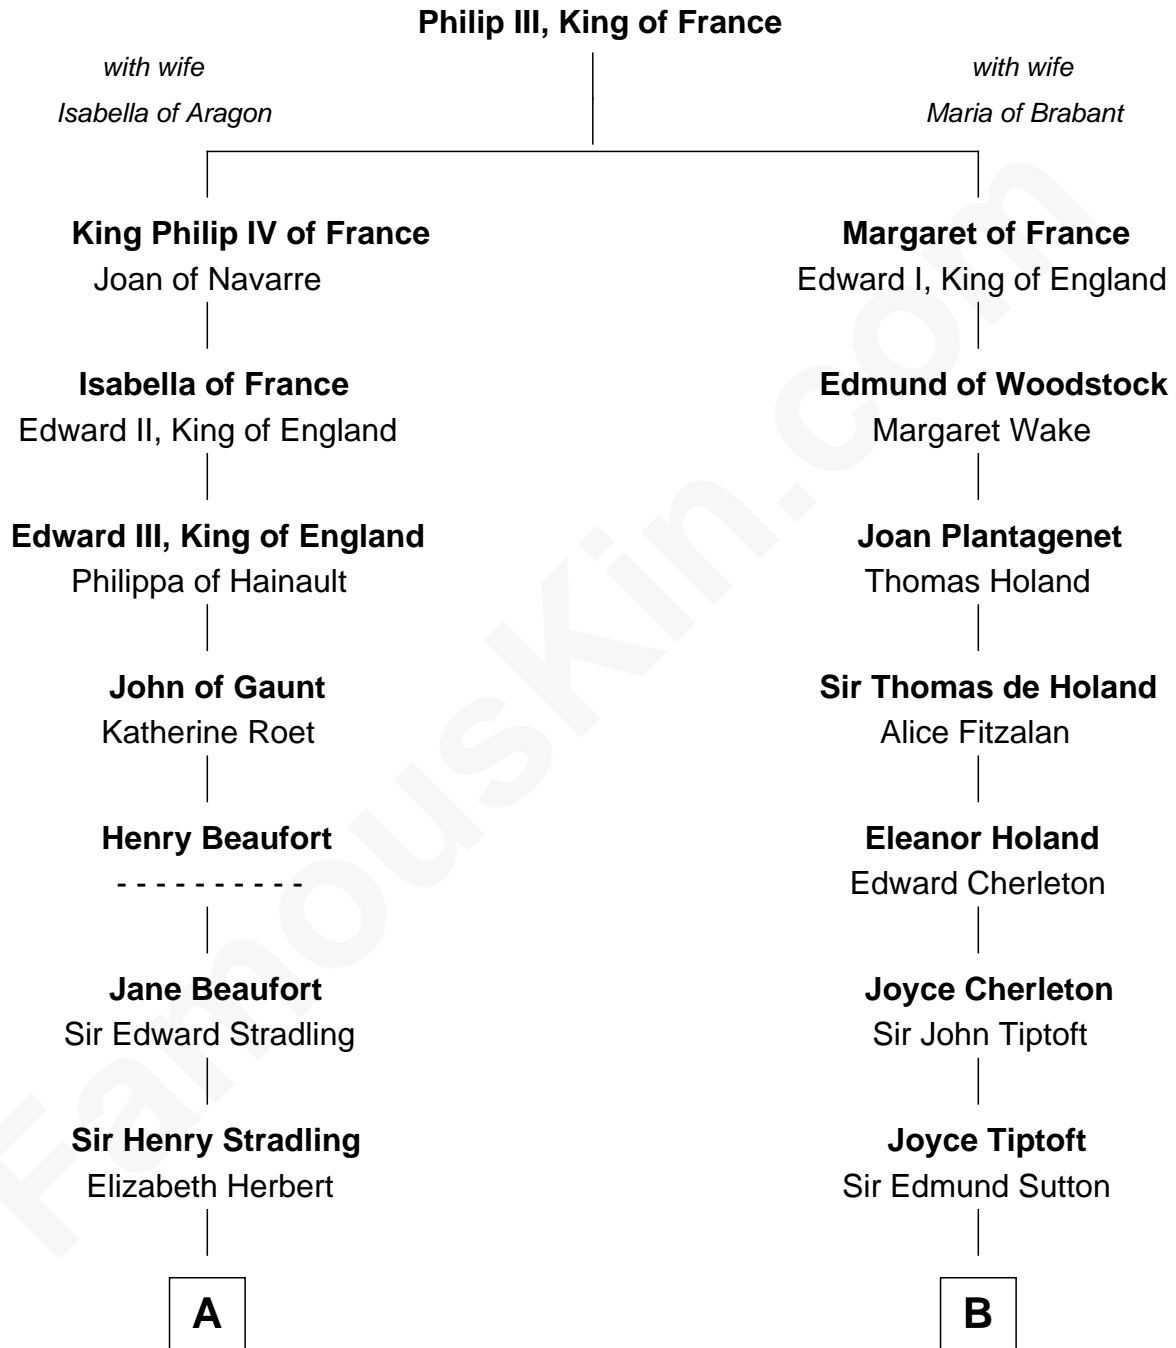 Philip III, King of France
with wife
Isabella of Aragon
with wife
Maria of Brabant
King Philip IV of France
Joan of Navarre
Margaret of France
Edward I, King of England
Isabella of France
Edward II, King of England
Edmund of Woodstock
Margaret Wake
Edward III, King of England
Philippa of Hainault
Joan Plantagenet
Thomas Holand
John of Gaunt
Katherine Roet
Sir Thomas de Holand
Alice Fitzalan
Henry Beaufort
- - - - - - - - - -
Eleanor Holand
Edward Cherleton
Jane Beaufort
Sir Edward Stradling
Joyce Cherleton
Sir John Tiptoft
Sir Henry Stradling
Elizabeth Herbert
Joyce Tiptoft
Sir Edmund Sutton
A
B
FamousKin.com